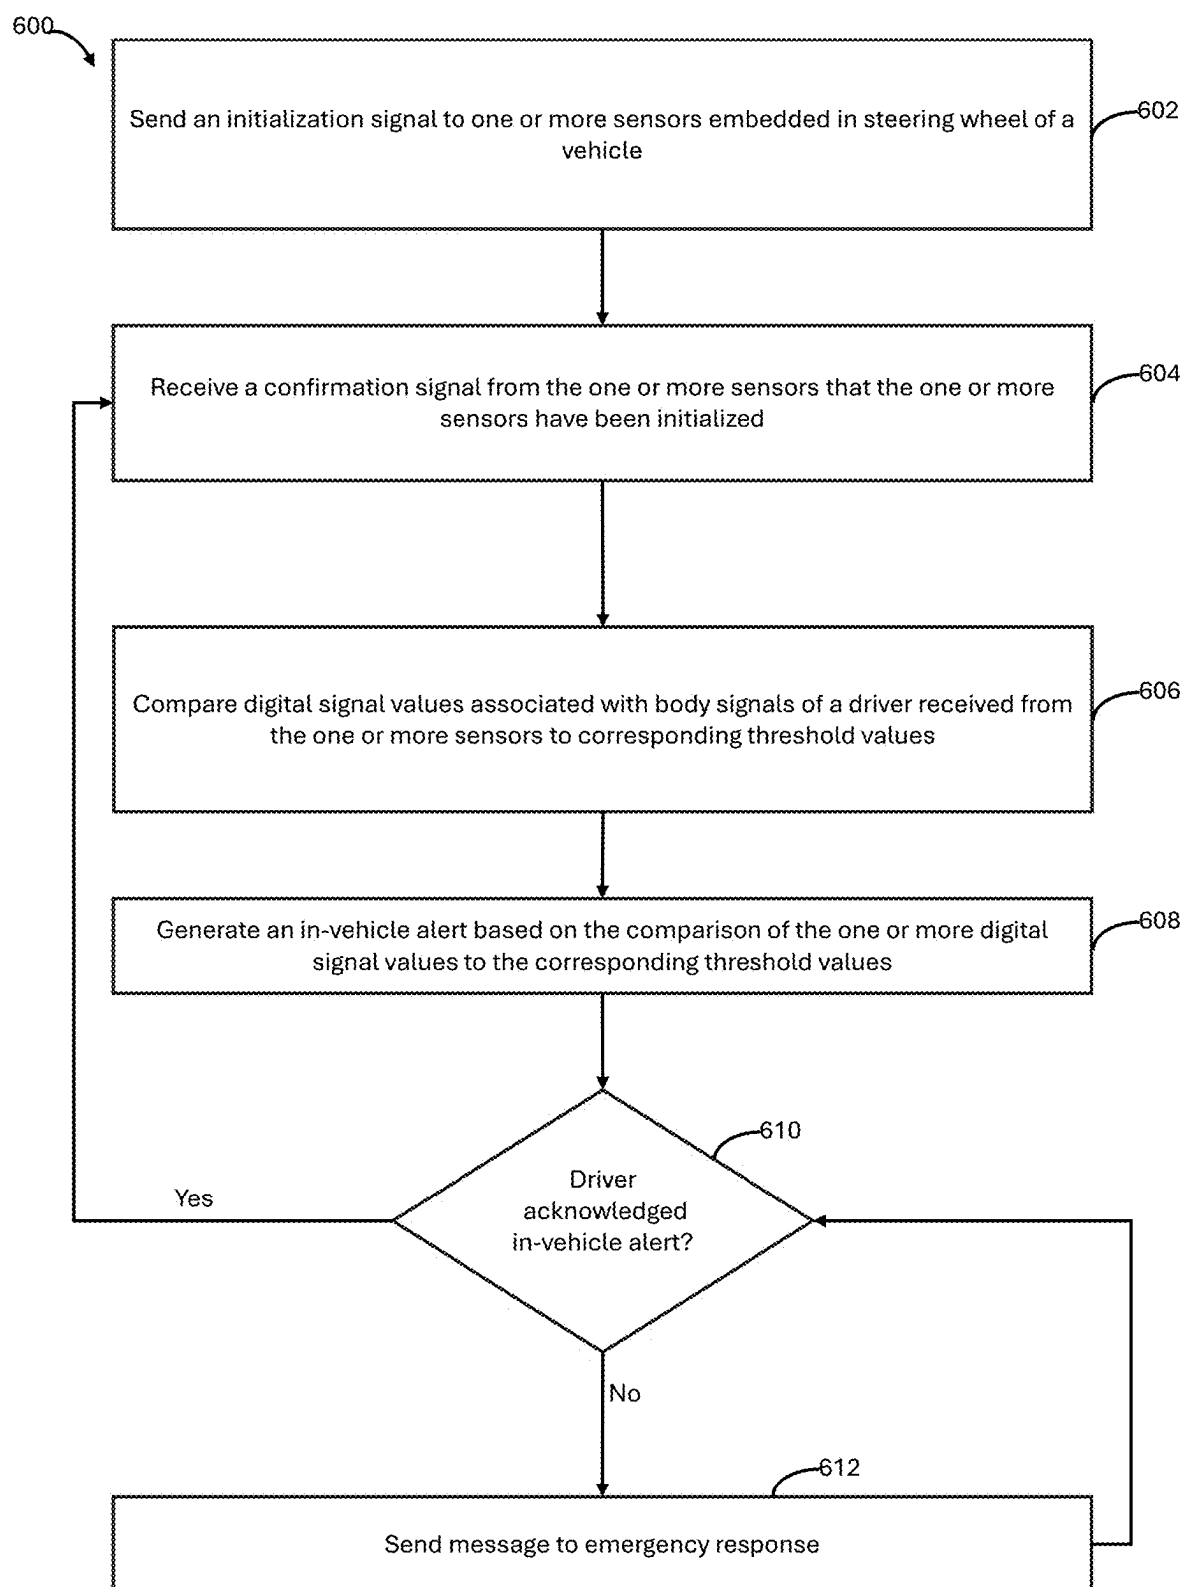 600
Send an initialization signal to one or more sensors embedded in steering wheel of a
vehicle
602
Receive a confirmation signal from the one or more sensors that the one or more
sensors have been initialized
604
Compare digital signal values associated with body signals of a driver received from
the one or more sensors to corresponding threshold values
606
Generate an in-vehicle alert based on the comparison of the one or more digital
signal values to the corresponding threshold values
608
610
Driver
acknowledged
in-vehicle alert?
Yes
No
612
Send message to emergency response